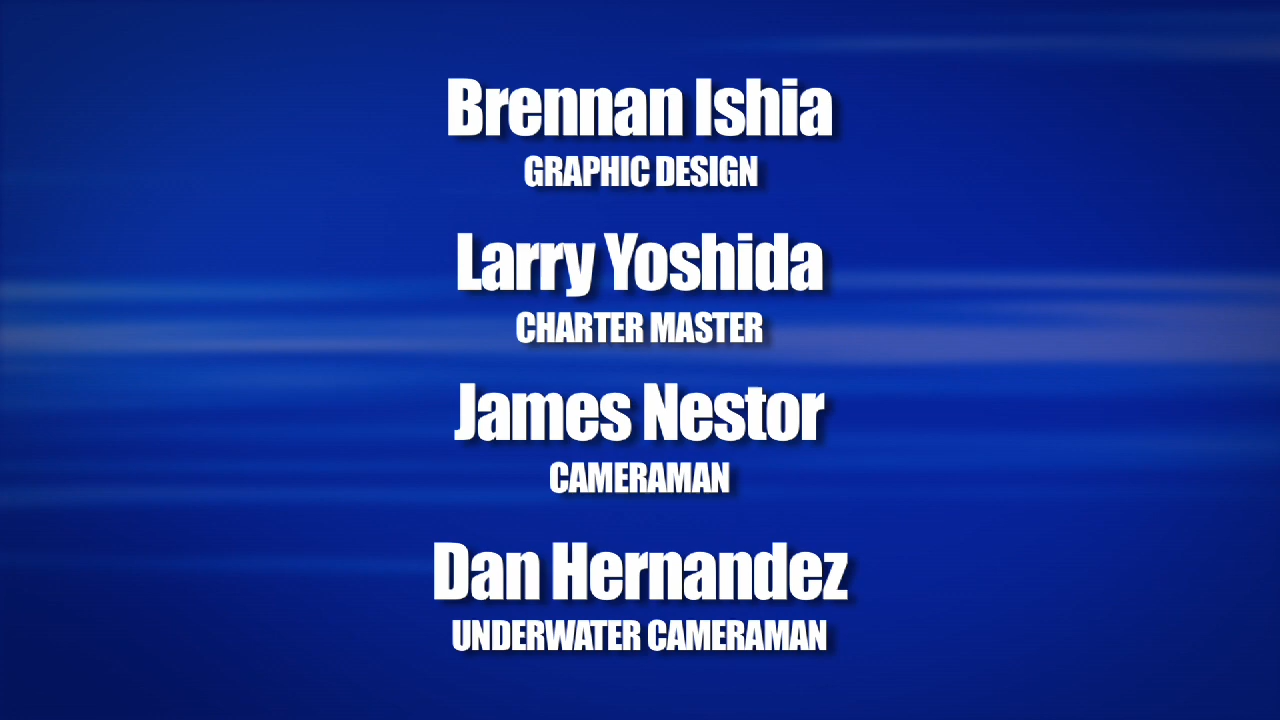 Brennan Ishia
GRAPHIC DESIGN
Larry Yoshida
CHARTER MASTER
James Nestor
CAMERAMAN
Dan Hernandez
UNDERWATER CAMERAMAN